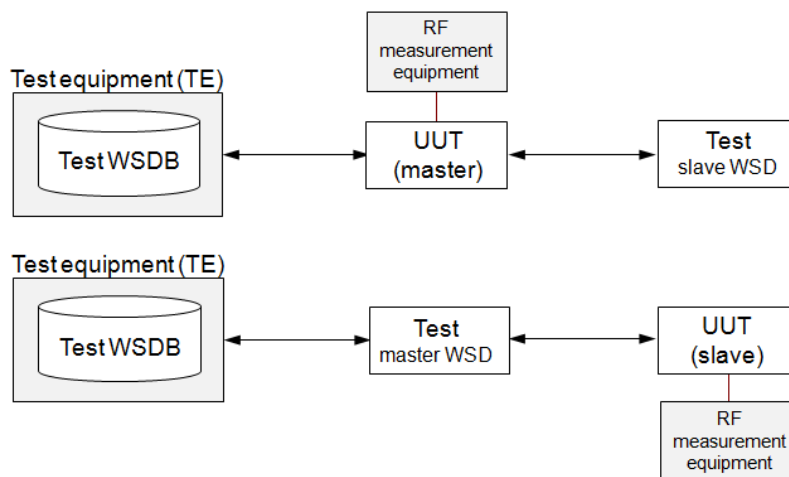 RF
measurement
equipment
Test equipment (TE)
Test WSDB
UUT
(master)
Test
slave WSD
Test equipment (TE)
Test WSDB
Test
master WSD
UUT
(slave)
RF
measurement
equipment